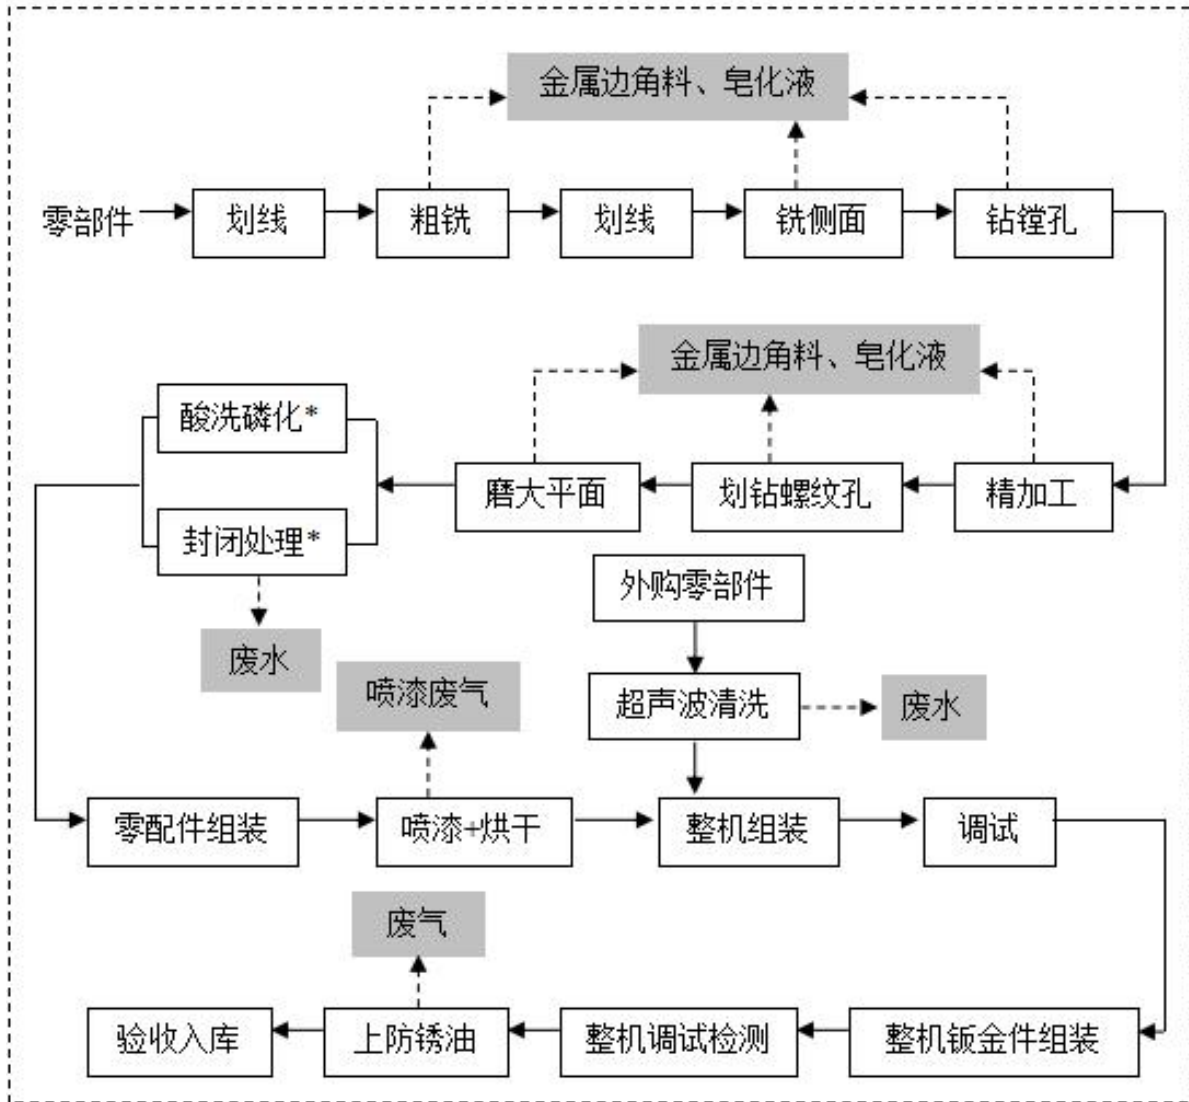 金属边角料、皂化液
零部件
划线
粗铣
划线
铣侧面
钻镗孔
金属边角料、皂化液
酸洗磷化*
磨大平面
划钻螺纹孔
精加工
封闭处理*
外购零部件
废水
喷漆废气
超声波清洗
废水
零配件组装
喷漆+烘干
整机组装
调试
废气
验收入库
上防锈油
整机调试检测
整机钣金件组装